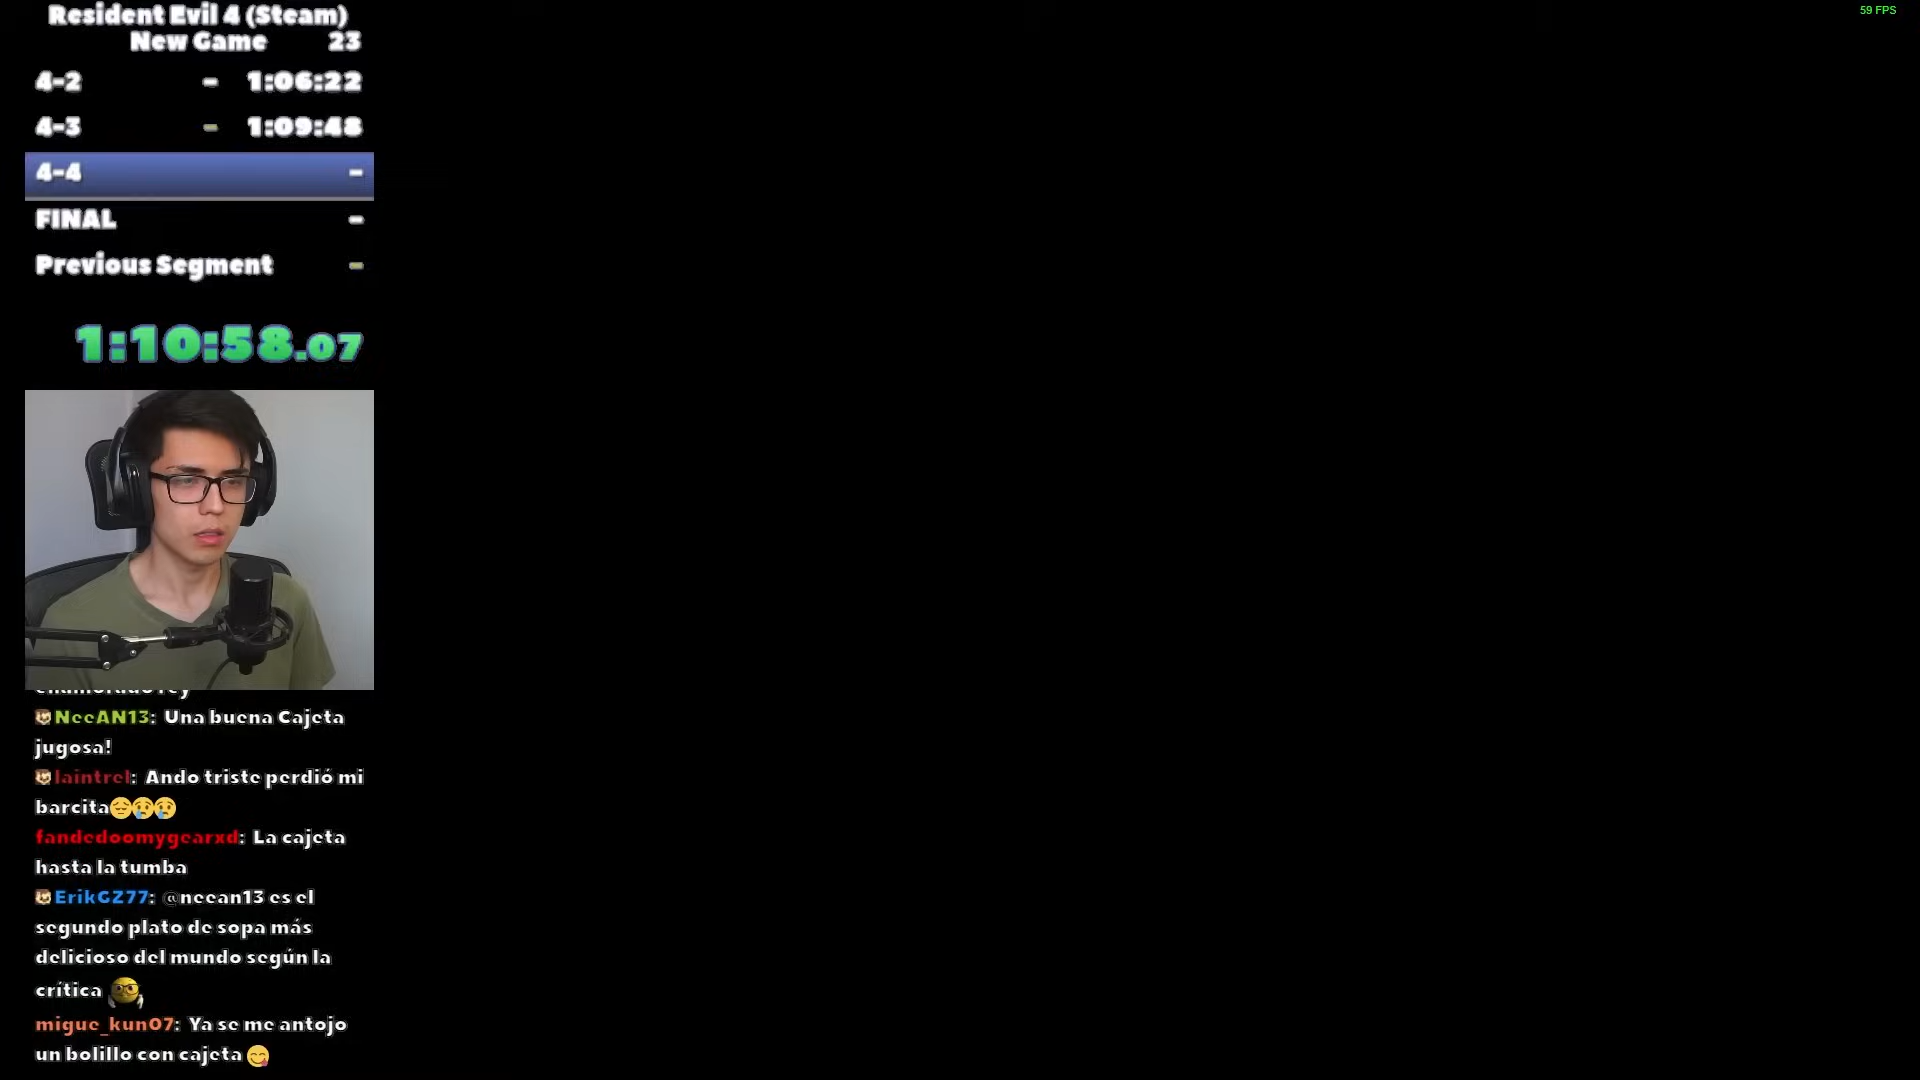 Resident Evil 4 (Steam)
New Game 23
4-2 - 1:06:22
4-3 - 1:09:48
4-4 -
FINAL -
Previous Segment -
1:10:58.07
NeeAN13: Una buena Cajeta
jugosa!
laintrel: Ando triste perdió mi
barcita😔😢😢
fandedoomygearxd: La cajeta
hasta la tumba
ErikGZ77: @neean13 es el
segundo plato de sopa más
delicioso del mundo según la
crítica
migue_kun07: Ya se me antojo
un bolillo con cajeta 😋
59 FPS